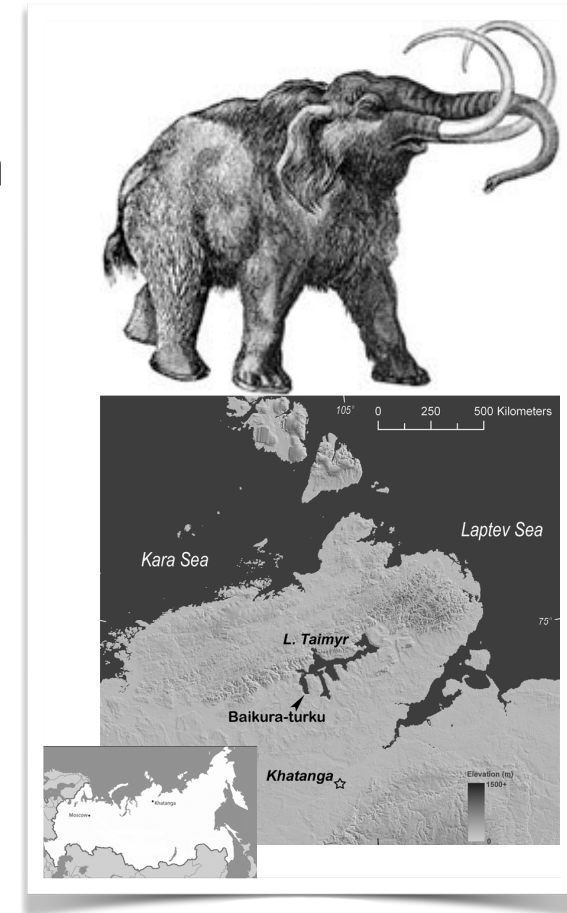 n
105° 0 250 500 Kilometers
Laptev Sea
Kara Sea
75°
L. Taimyr
Baikura-turku
Khatanga
Elevation (m)
1500+
0
Khatanga
Moscow